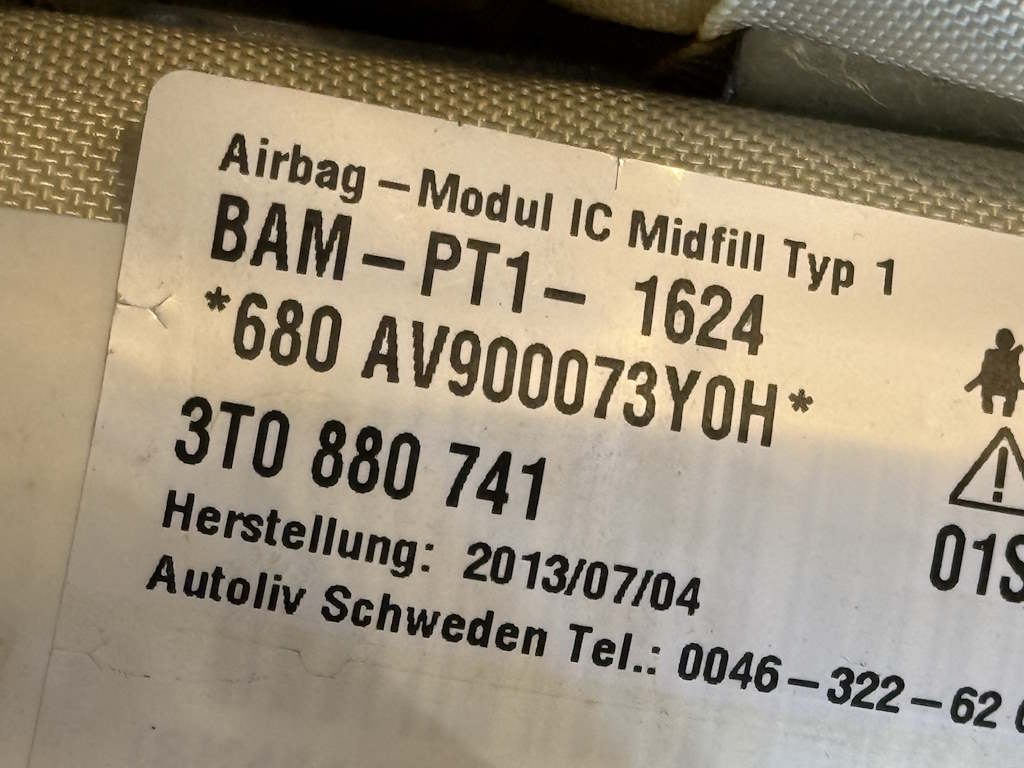 Airbag – Modul IC Midfill Typ 1
BAM – PT1 – 1624
*680 AV900073Y0H*
3T0 880 741
Herstellung: 2013/07/04
Autoliv Schweden Tel.: 0046 – 322 – 62
01S